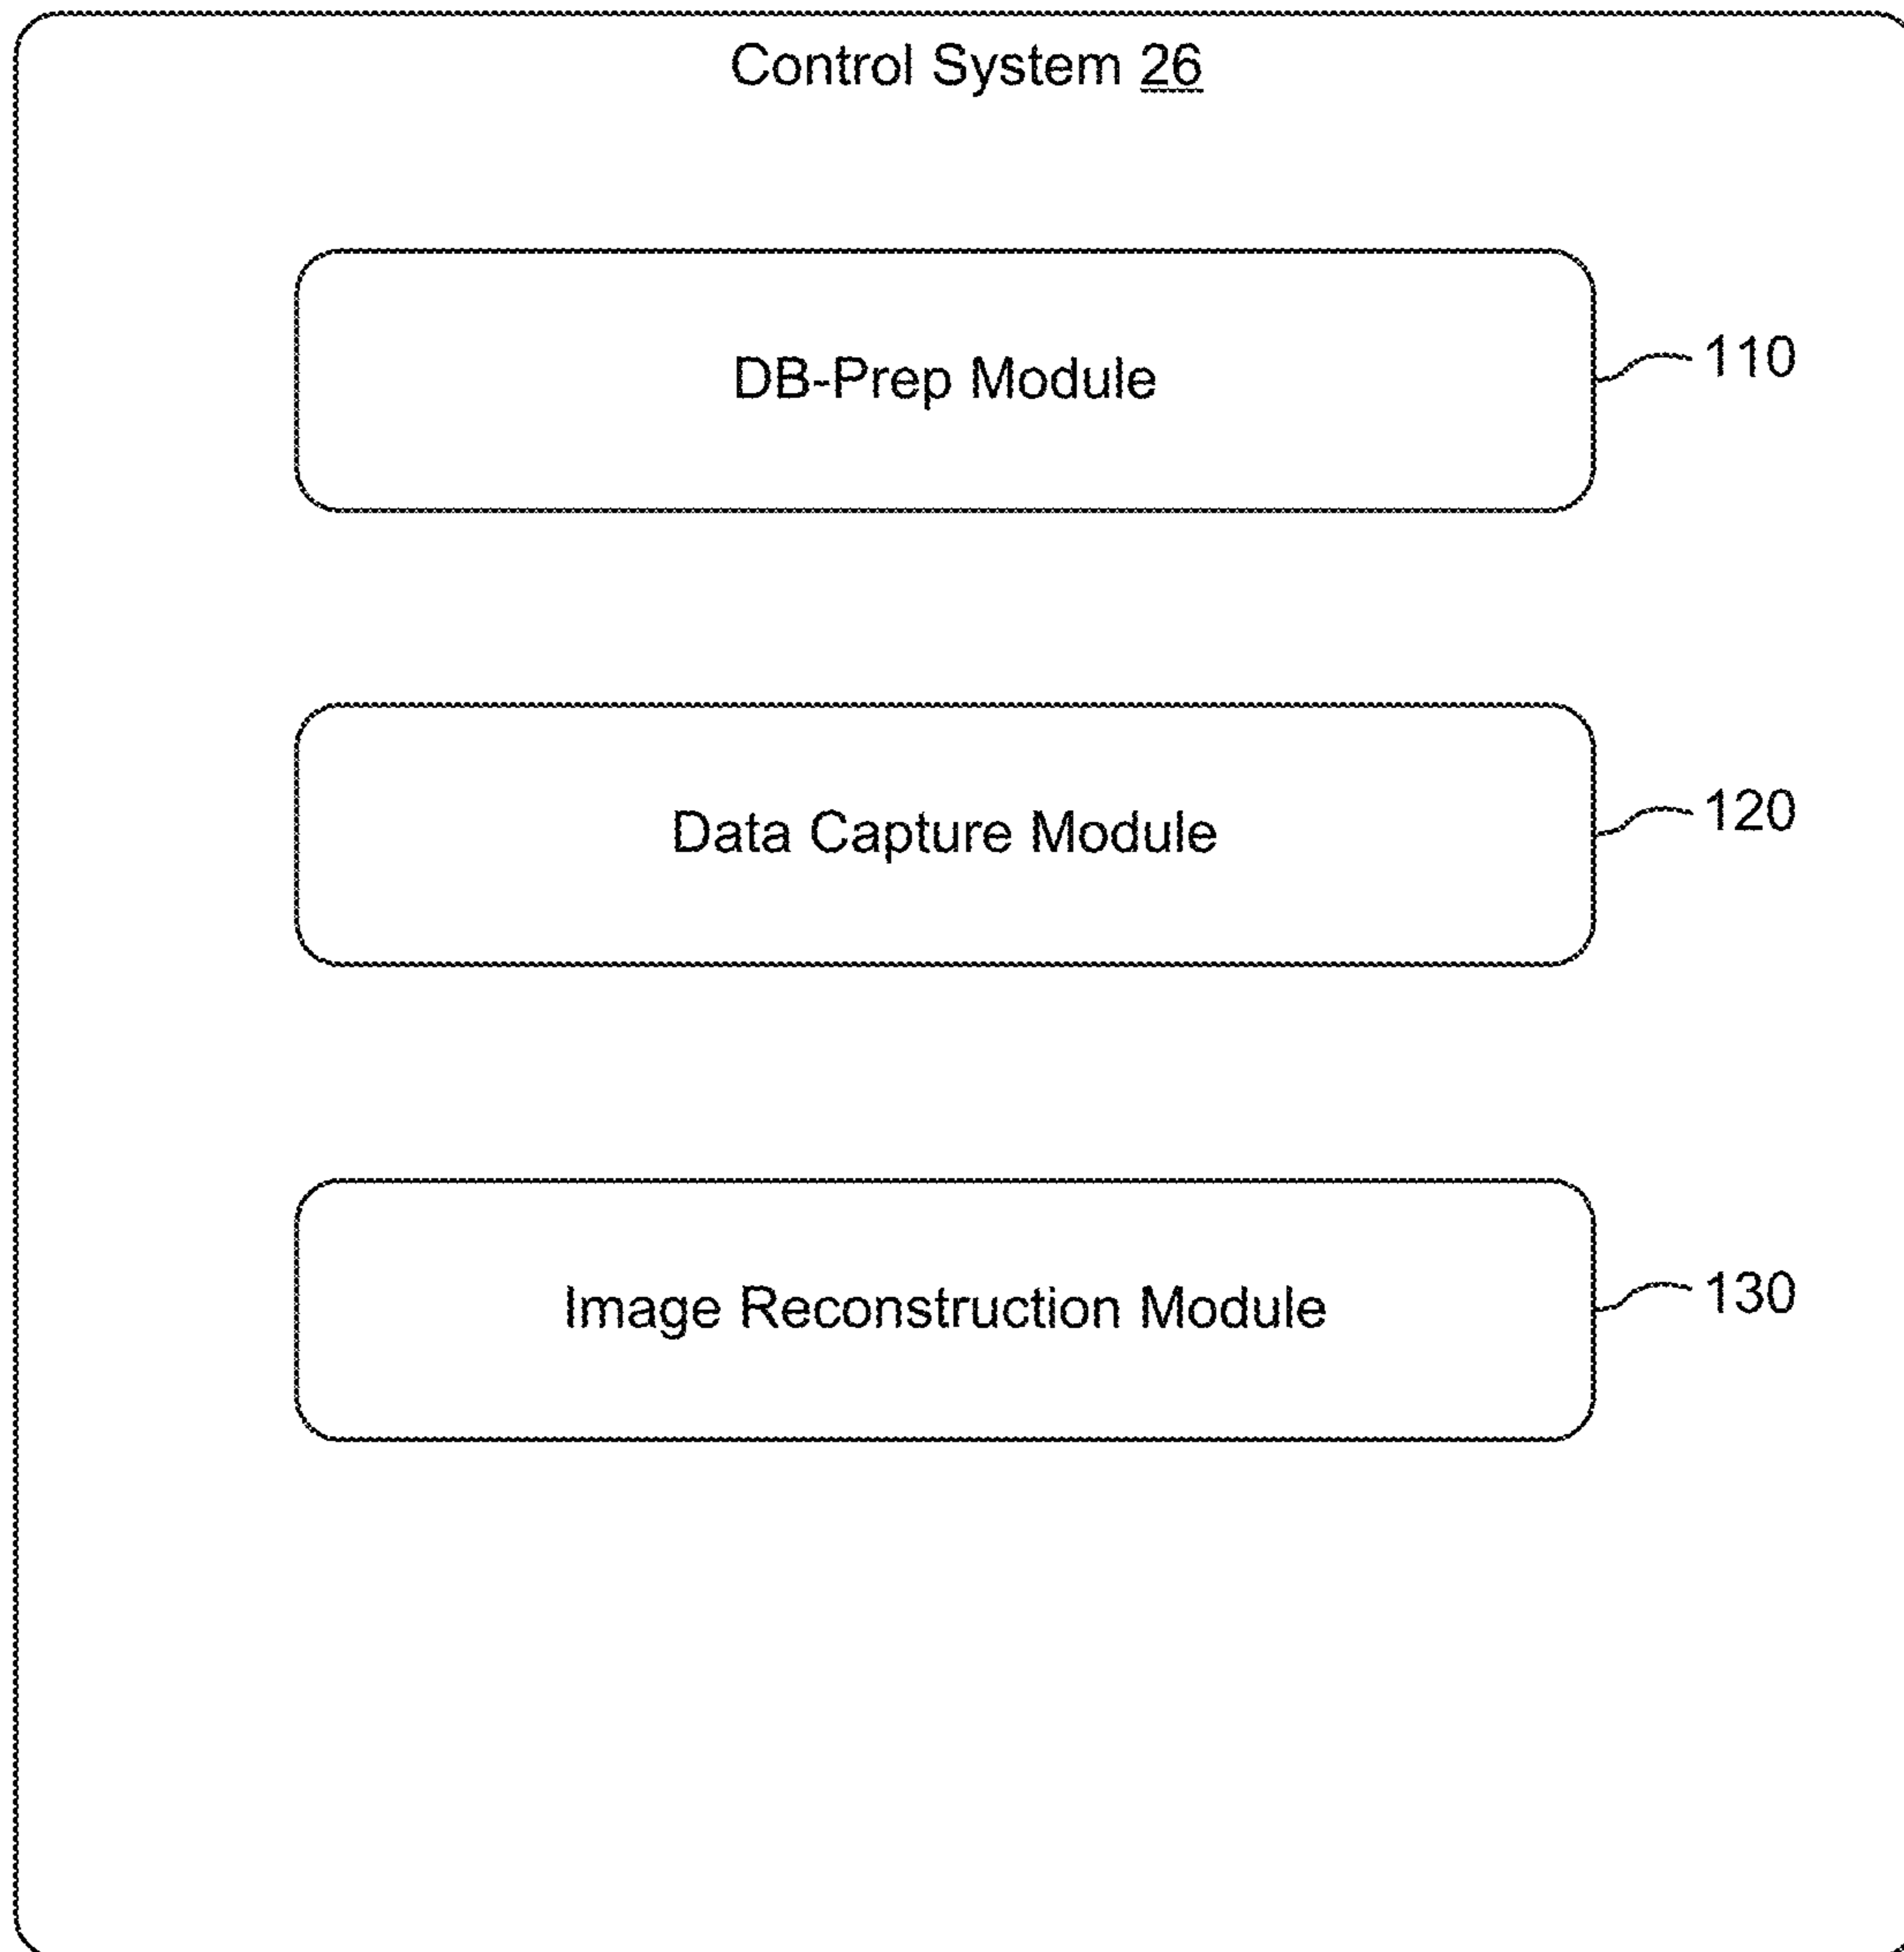 Control System 26
DB-Prep Module
110
Data Capture Module
120
Image Reconstruction Module
130